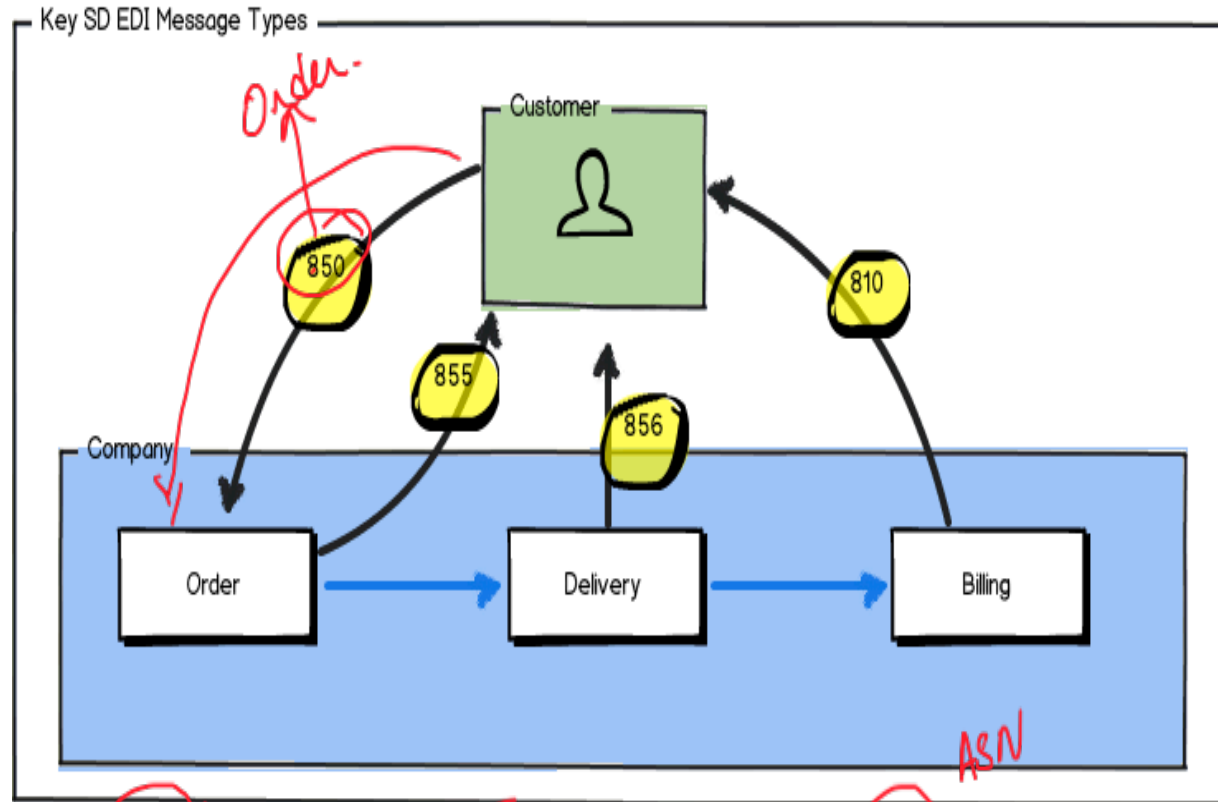 Key SD EDI Message Types
Order.
Customer
850
810
855
856
Company
Order
Delivery
Billing
ASN